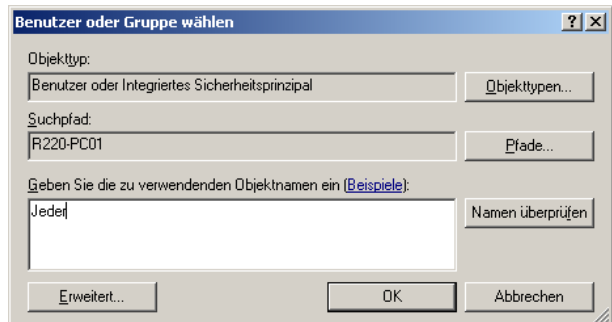 Benutzer oder Gruppe wählen
Objekttyp:
Benutzer oder Integriertes Sicherheitsprinzipal
Objekttypen...
Suchpfad:
R220-PC01
Pfade...
Geben Sie die zu verwendenden Objektnamen ein (Beispiele):
Jeder
Namen überprüfen
Erweitert...
OK
Abbrechen